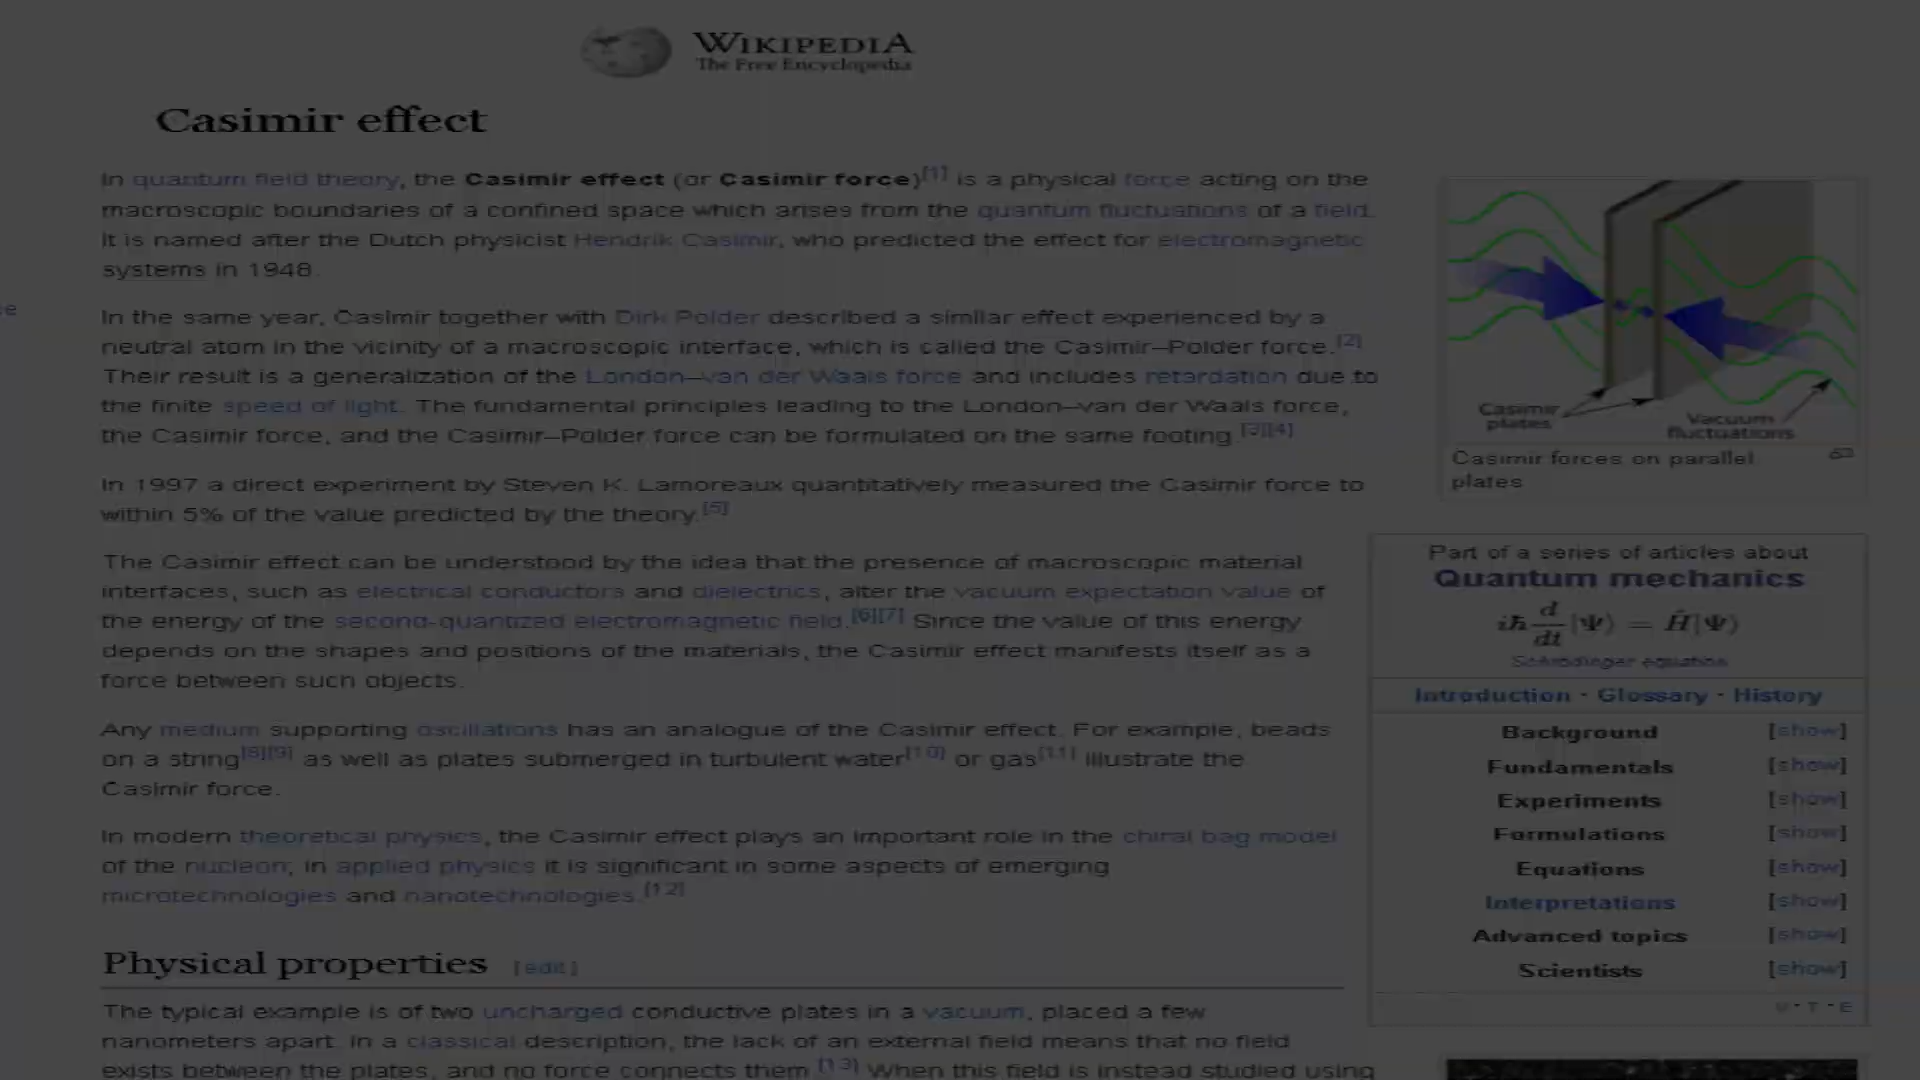 WIKIPEDIA
The Free Encyclopedia
Casimir effect
In quantum field theory, the Casimir effect (or Casimir force)[1] is a physical force acting on the
macroscopic boundaries of a confined space which arises from the quantum fluctuations of a field.
It is named after the Dutch physicist Hendrik Casimir, who predicted the effect for electromagnetic
systems in 1948.
In the same year, Casimir together with Dirk Polder described a similar effect experienced by a
neutral atom in the vicinity of a macroscopic interface, which is called the Casimir–Polder force.[2]
Their result is a generalization of the London–van der Waals force and includes retardation due to
the finite speed of light. The fundamental principles leading to the London–van der Waals force,
the Casimir force, and the Casimir–Polder force can be formulated on the same footing.[3][4]
In 1997 a direct experiment by Steven K. Lamoreaux quantitatively measured the Casimir force to
within 5% of the value predicted by the theory.[5]
The Casimir effect can be understood by the idea that the presence of macroscopic material
interfaces, such as electrical conductors and dielectrics, alter the vacuum expectation value of
the energy of the second-quantized electromagnetic field.[6][7] Since the value of this energy
depends on the shapes and positions of the materials, the Casimir effect manifests itself as a
force between such objects.
Any medium supporting oscillations has an analogue of the Casimir effect. For example, beads
on a string[8][9] as well as plates submerged in turbulent water[10] or gas[11] illustrate the
Casimir force.
In modern theoretical physics, the Casimir effect plays an important role in the chiral bag model
of the nucleon; in applied physics it is significant in some aspects of emerging
microtechnologies and nanotechnologies.[12]
Physical properties [edit]
The typical example is of two uncharged conductive plates in a vacuum, placed a few
nanometers apart. In a classical description, the lack of an external field means that no field
exists between the plates, and no force connects them.[13] When this field is instead studied using
Casimir
plates
Vacuum
fluctuations
Casimir forces on parallel
plates
Part of a series of articles about
Quantum mechanics
iħ d/dt |Ψ⟩ = Ĥ|Ψ⟩
Schrödinger equation
Introduction · Glossary · History
Background [show]
Fundamentals [show]
Experiments [show]
Formulations [show]
Equations [show]
Interpretations [show]
Advanced topics [show]
Scientists [show]
V · T · E